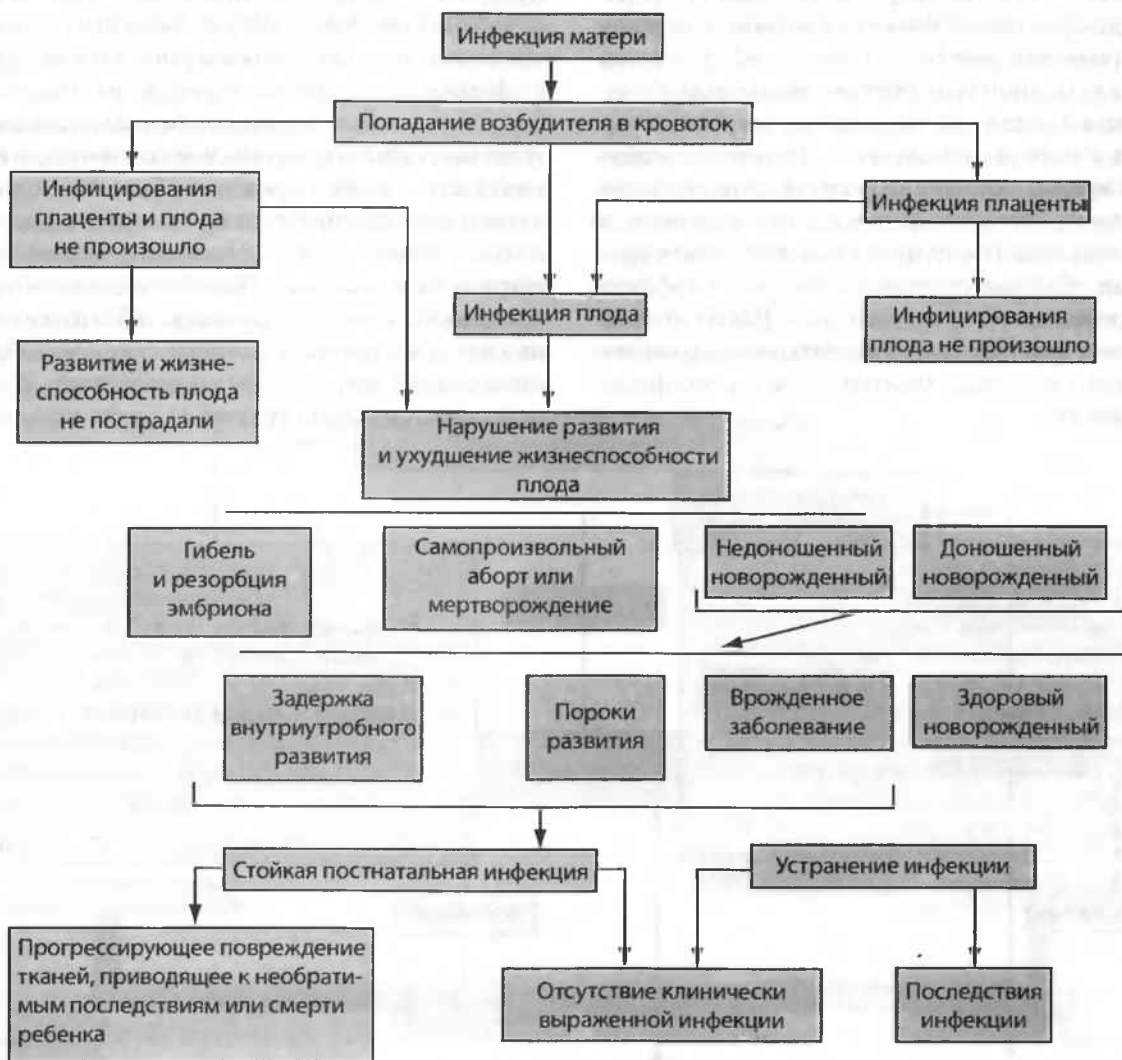 Инфекция матери
Попадание возбудителя в кровоток
Инфицирования
плаценты и плода
не произошло
Инфекция плаценты
Инфекция плода
Инфицирования
плода не произошло
Развитие и жизне-
способность плода
не пострадали
Нарушение развития
и ухудшение жизнеспособности
плода
Гибель
и резорбция
эмбриона
Самопроизвольный
аборт или
мертворождение
Недоношенный
новорожденный
Доношенный
новорожденный
Задержка
внутриутробного
развития
Пороки
развития
Врожденное
заболевание
Здоровый
новорожденный
Стойкая постнатальная инфекция
Устранение инфекции
Прогрессирующее повреждение
тканей, приводящее к необрати-
мым последствиям или смерти
ребенка
Отсутствие клинически
выраженной инфекции
Последствия
инфекции